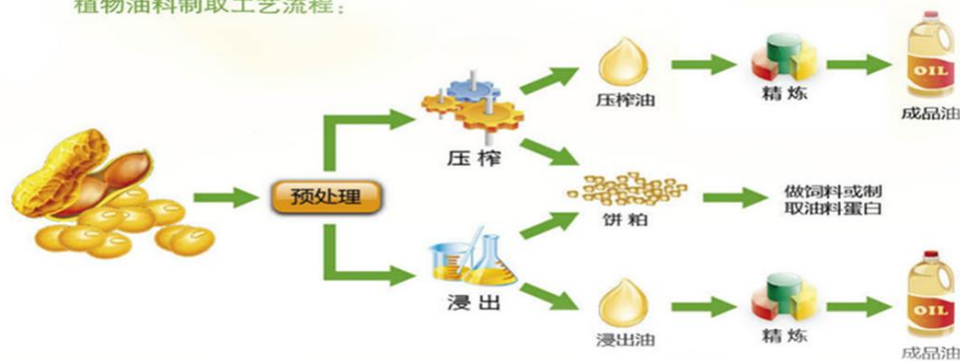 植物油料制取工艺流程：
压榨油
精炼
OIL
成品油
压榨
预处理
饼粕
做饲料或制
取油料蛋白
浸出
浸出油
精炼
OIL
成品油